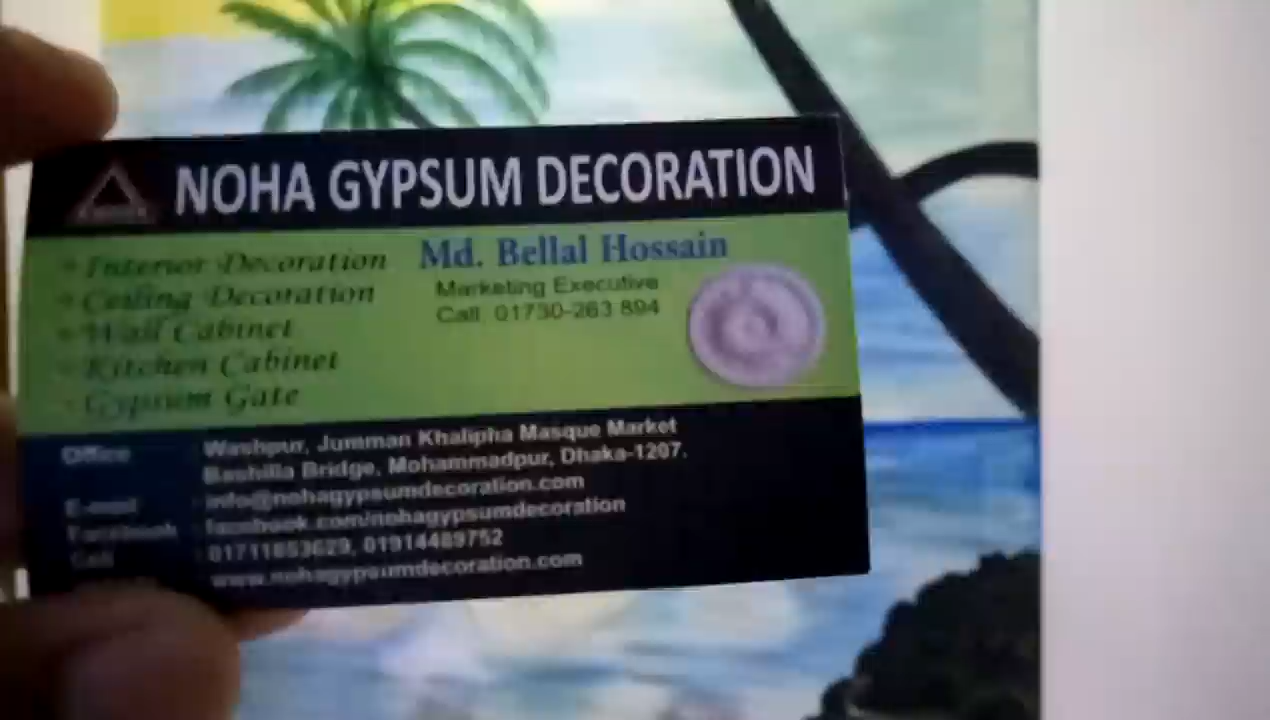 NOHA GYPSUM DECORATION
Interior Decoration
Ceiling Decoration
Wall Cabinet
Kitchen Cabinet
Gypsum Gate
Md. Bellal Hossain
Marketing Executive
Call: 01730-263 894
Office : Washpur, Jumman Khalipha Masque Market
Bashilla Bridge, Mohammadpur, Dhaka-1207.
E-mail : info@nohagypsumdecoration.com
Facebook : facebook.com/nohagypsumdecoration
Call : 01711853629, 01914489752
www.nohagypsumdecoration.com